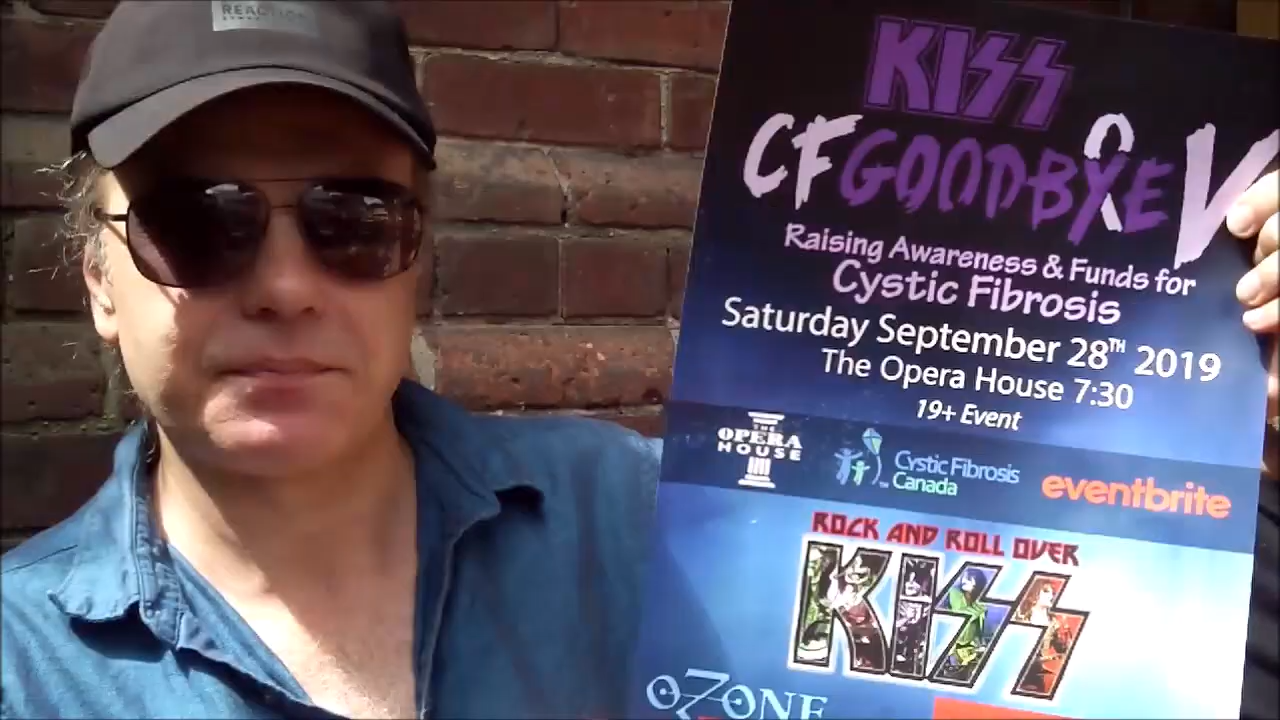 REACTION
KISS
CF GOODBYE V
Raising Awareness & Funds for
Cystic Fibrosis
Saturday September 28TH 2019
The Opera House 7:30
19+ Event
THE
OPERA
HOUSE
Cystic Fibrosis
Canada
eventbrite
ROCK AND ROLL OVER
KISS
OZONE